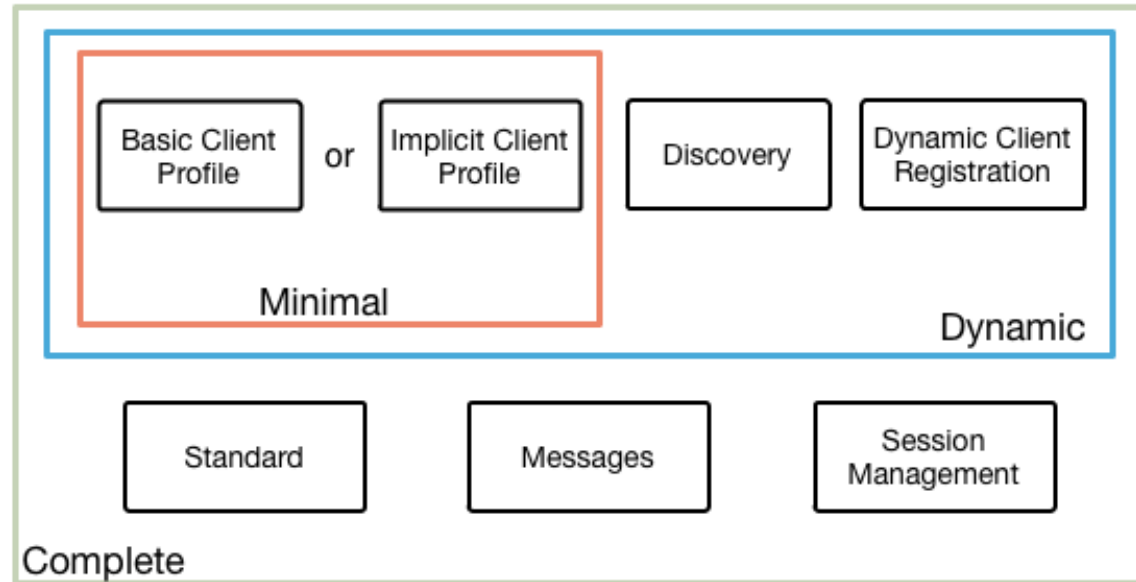 Basic Client
Profile
or
Implicit Client
Profile
Discovery
Dynamic Client
Registration
Minimal
Dynamic
Standard
Messages
Session
Management
Complete